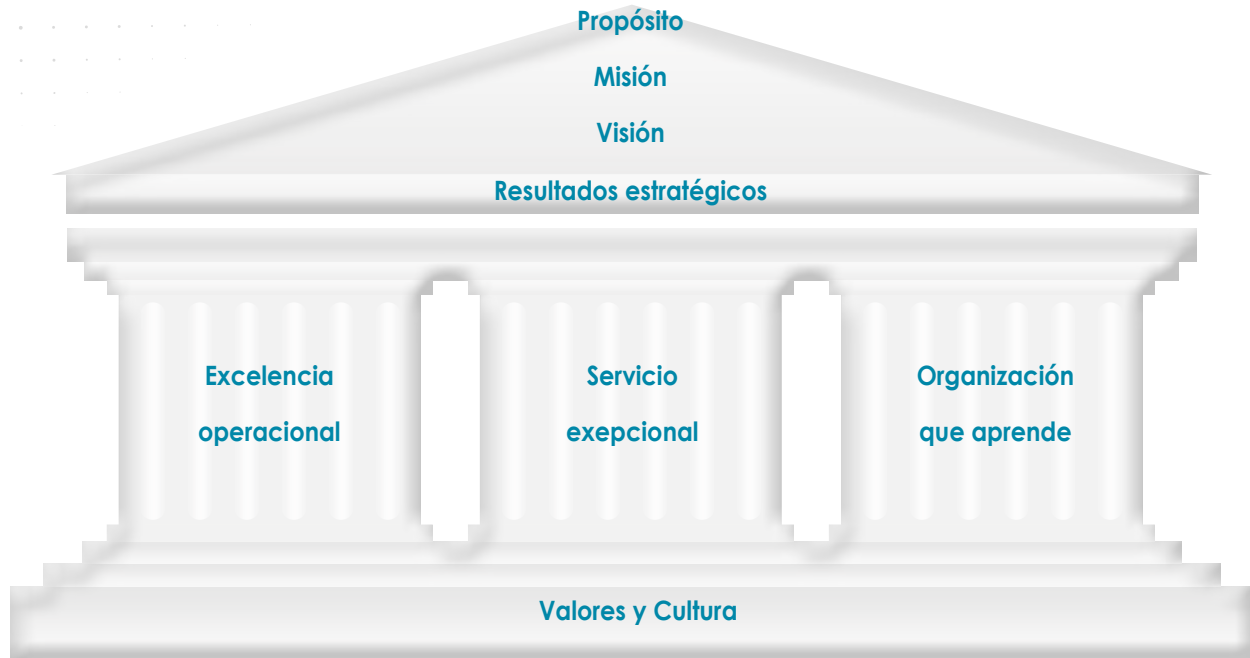 Propósito
Misión
Visión
Resultados estratégicos
Excelencia
operacional
Servicio
exepcional
Organización
que aprende
Valores y Cultura